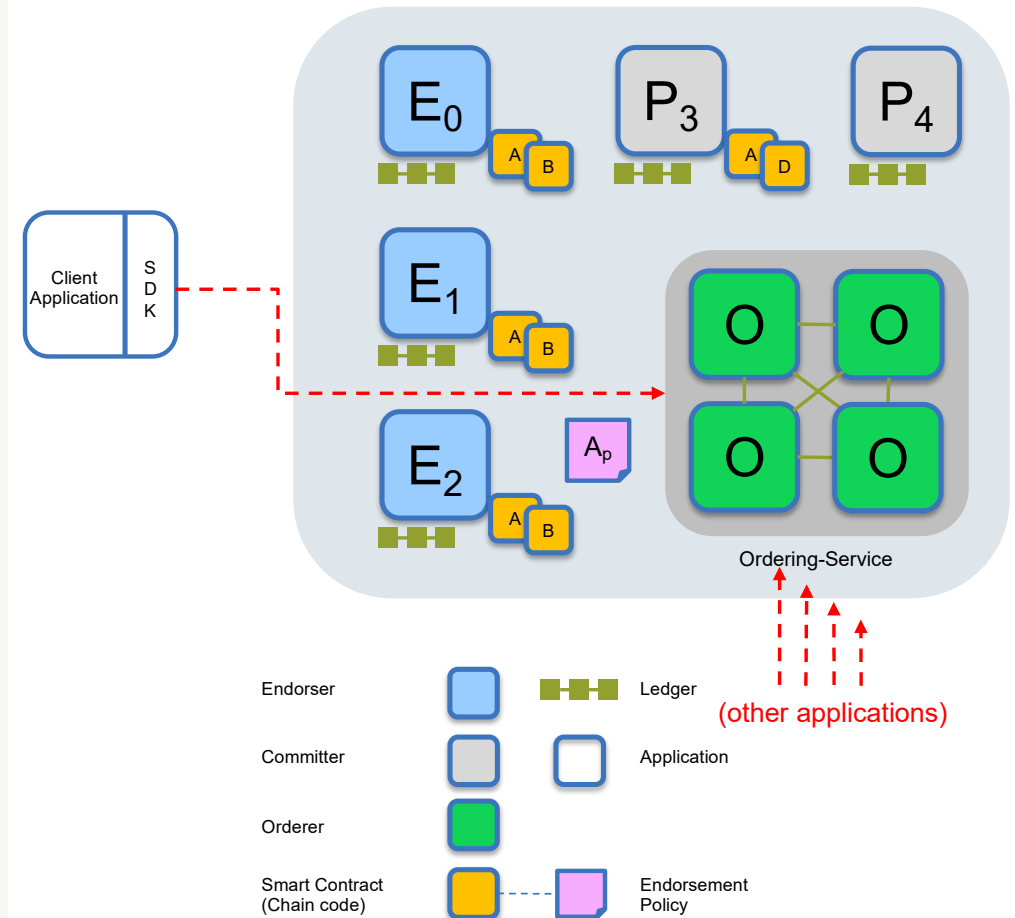 E0
P3
P4
A
B
A
D
Client
Application
S
D
K
E1
A
B
O
O
E2
Ap
O
O
A
B
Ordering-Service
Endorser
Ledger
(other applications)
Committer
Application
Orderer
Smart Contract
(Chain code)
Endorsement
Policy